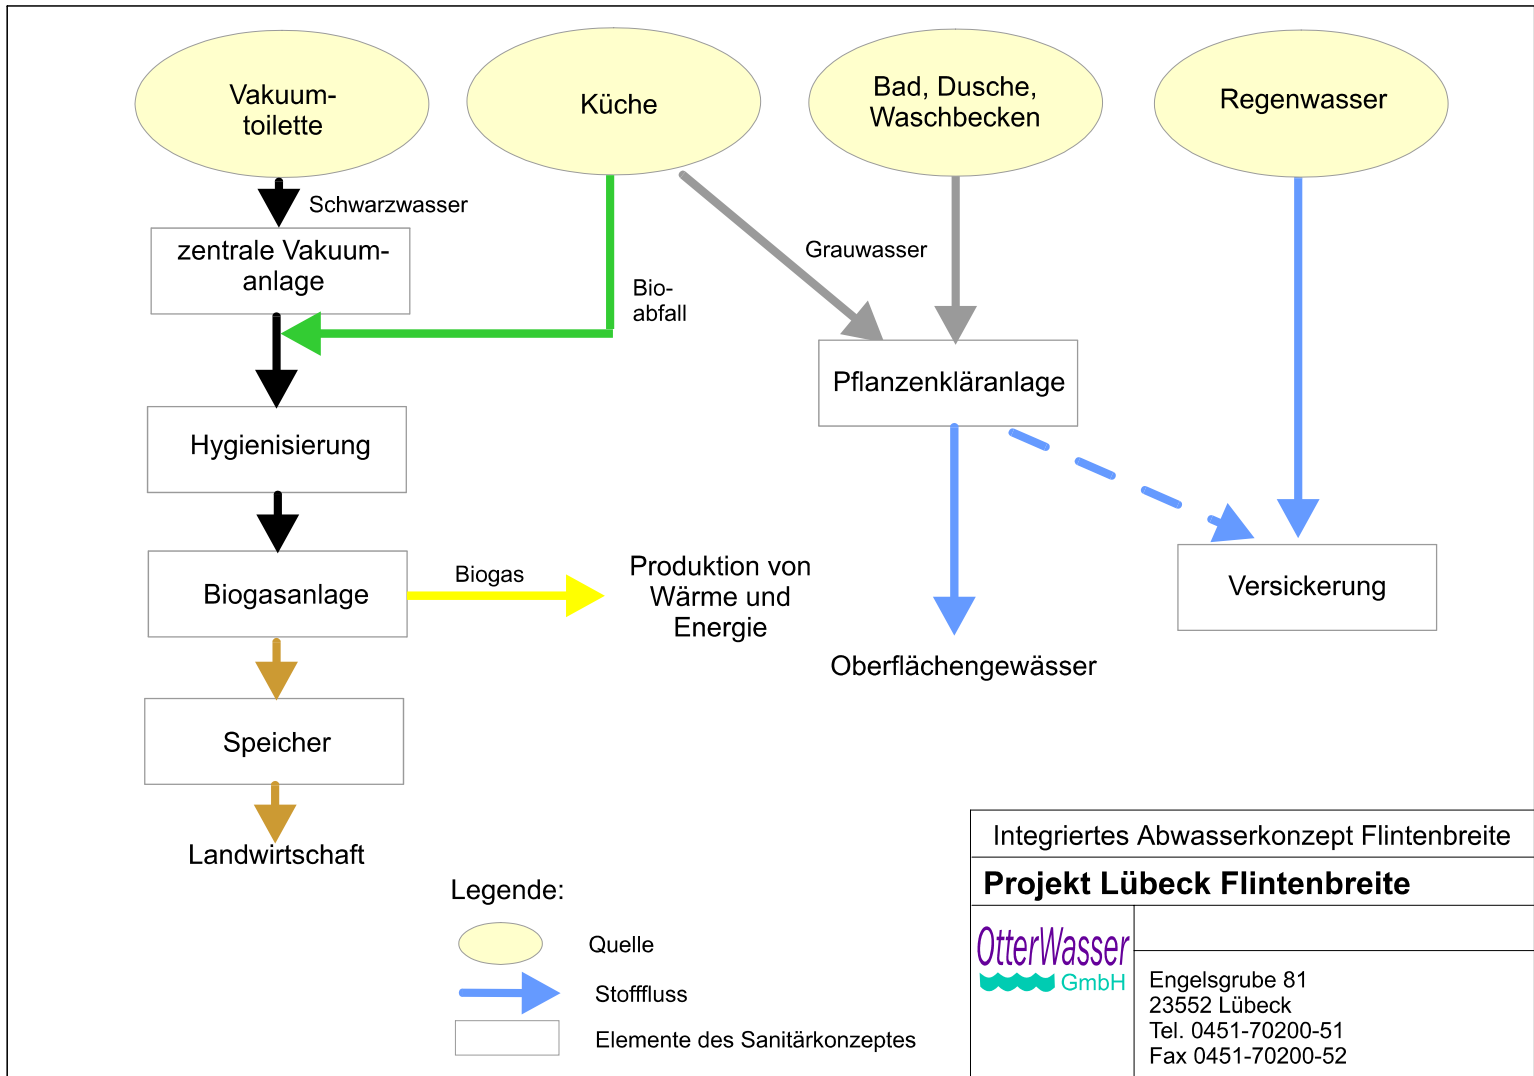 Vakuum-
toilette
Küche
Bad, Dusche,
Waschbecken
Regenwasser
Schwarzwasser
zentrale Vakuum-
anlage
Grauwasser
Bio-
abfall
Pflanzenkläranlage
Hygienisierung
Biogasanlage
Biogas
Produktion von
Wärme und
Energie
Versickerung
Oberflächengewässer
Speicher
Landwirtschaft
Legende:
Quelle
Stofffluss
Elemente des Sanitärkonzeptes
Integriertes Abwasserkonzept Flintenbreite
Projekt Lübeck Flintenbreite
OtterWasser
GmbH
Engelsgrube 81
23552 Lübeck
Tel. 0451-70200-51
Fax 0451-70200-52